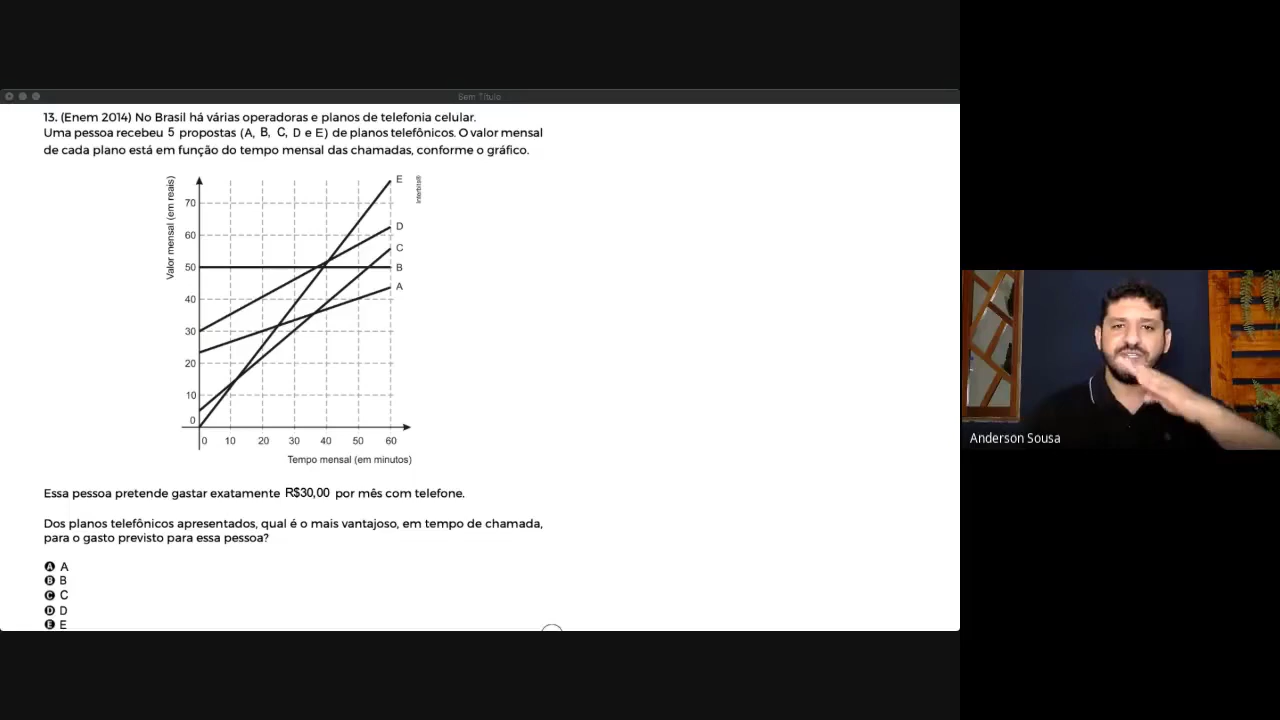 Sem Título
13. (Enem 2014) No Brasil há várias operadoras e planos de telefonia celular.
Uma pessoa recebeu 5 propostas (A, B, C, D e E) de planos telefônicos. O valor mensal
de cada plano está em função do tempo mensal das chamadas, conforme o gráfico.
Valor mensal (em reais)
Interbits®
E
D
C
B
A
70
60
50
40
30
20
10
0
0 10 20 30 40 50 60
Tempo mensal (em minutos)
Essa pessoa pretende gastar exatamente R$30,00 por mês com telefone.
Dos planos telefônicos apresentados, qual é o mais vantajoso, em tempo de chamada,
para o gasto previsto para essa pessoa?
A A
B B
C C
D D
E E
Anderson Sousa